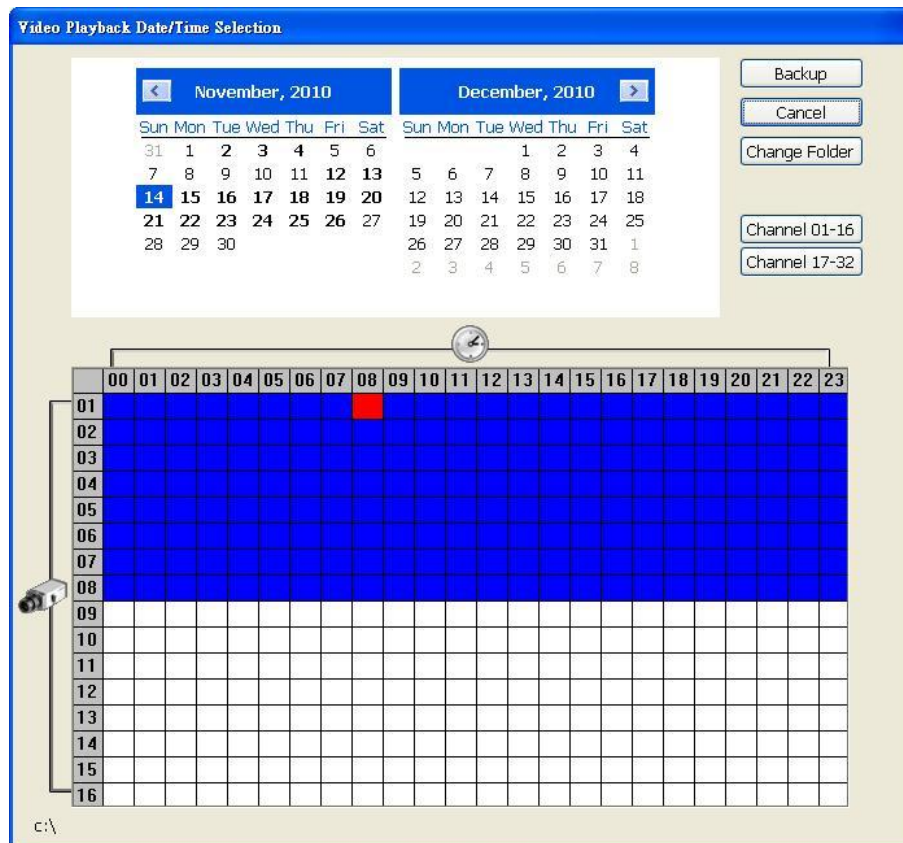 Video Playback Date/Time Selection
November, 2010 December, 2010
Sun Mon Tue Wed Thu Fri Sat Sun Mon Tue Wed Thu Fri Sat
31 1 2 3 4 5 6 1 2 3 4
7 8 9 10 11 12 13 5 6 7 8 9 10 11
14 15 16 17 18 19 20 12 13 14 15 16 17 18
21 22 23 24 25 26 27 19 20 21 22 23 24 25
28 29 30 26 27 28 29 30 31 1
2 3 4 5 6 7 8
Backup
Cancel
Change Folder
Channel 01-16
Channel 17-32
00 01 02 03 04 05 06 07 08 09 10 11 12 13 14 15 16 17 18 19 20 21 22 23
01
02
03
04
05
06
07
08
09
10
11
12
13
14
15
16
c:\